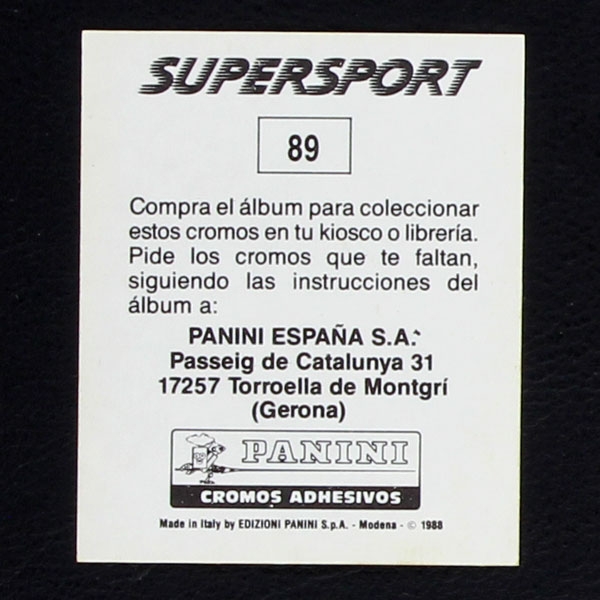 SUPERSPORT
89
Compra el álbum para coleccionar
estos cromos en tu kiosco o librería.
Pide los cromos que te faltan,
siguiendo las instrucciones del
álbum a:
PANINI ESPAÑA S.A.
Passeig de Catalunya 31
17257 Torroella de Montgrí
(Gerona)
PANINI
CROMOS ADHESIVOS
Made in Italy by EDIZIONI PANINI S.p.A. - Modena - © 1988